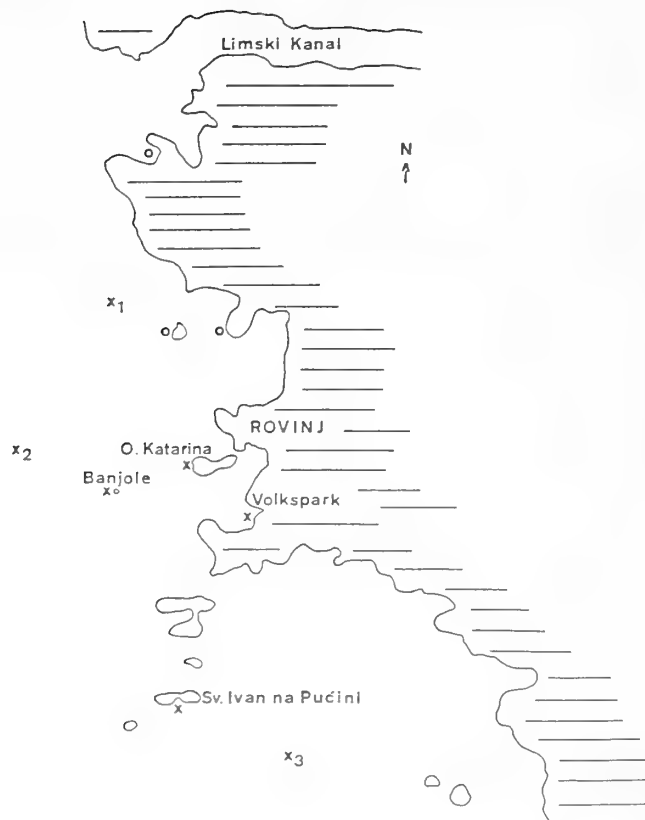 Limski Kanal
N
x1
ROVINJ
x2
O. Katarina
x
Banjole
x
Volkspark
x
Sv. Ivan na Pućini
x
x3